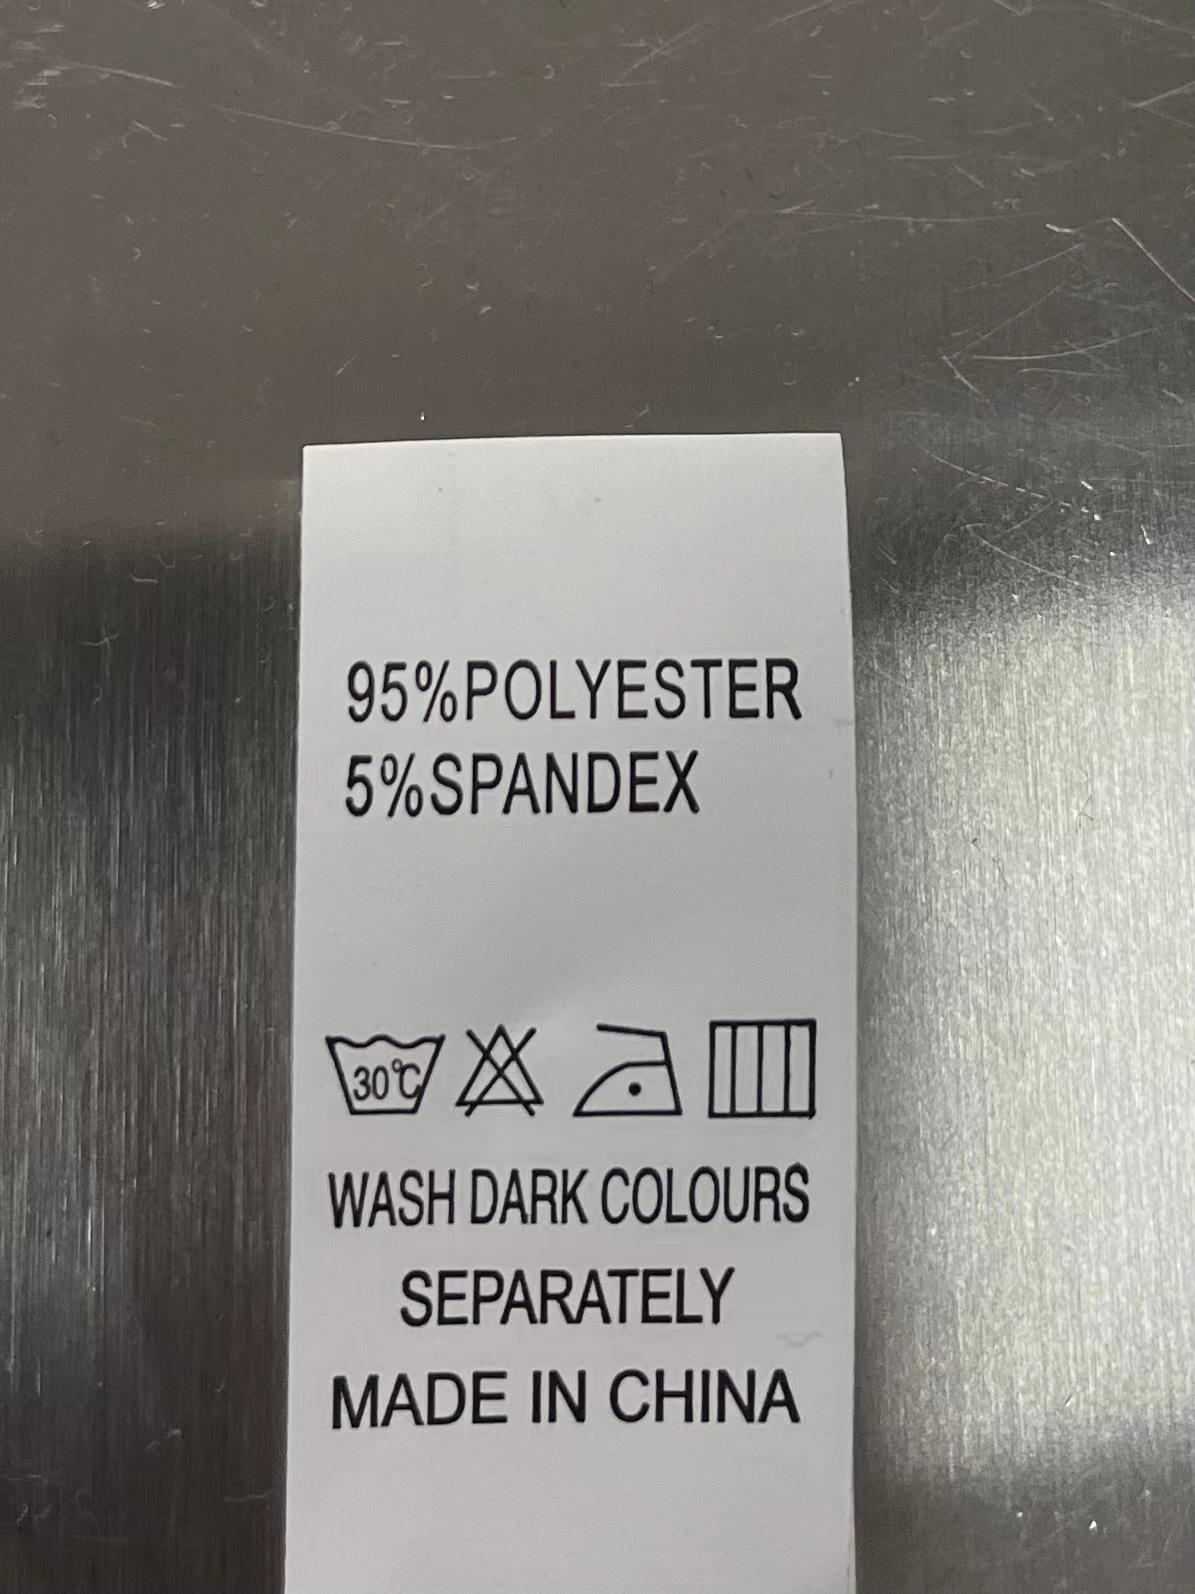 95%POLYESTER
5%SPANDEX
30℃
WASH DARK COLOURS
SEPARATELY
MADE IN CHINA